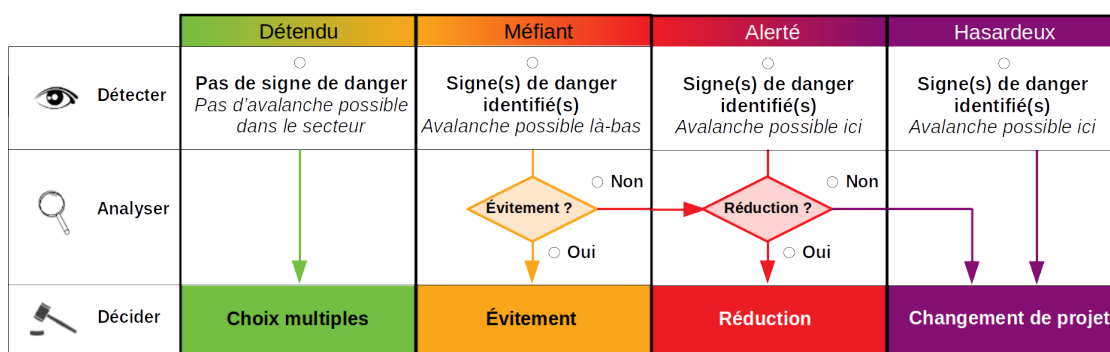 Détendu
Méfiant
Alerté
Hasardeux
Détecter
Pas de signe de danger
Pas d'avalanche possible
dans le secteur
Signe(s) de danger
identifié(s)
Avalanche possible là-bas
Signe(s) de danger
identifié(s)
Avalanche possible ici
Signe(s) de danger
identifié(s)
Avalanche possible ici
Analyser
Évitement ?
Non
Oui
Réduction ?
Non
Oui
Décider
Choix multiples
Évitement
Réduction
Changement de projet